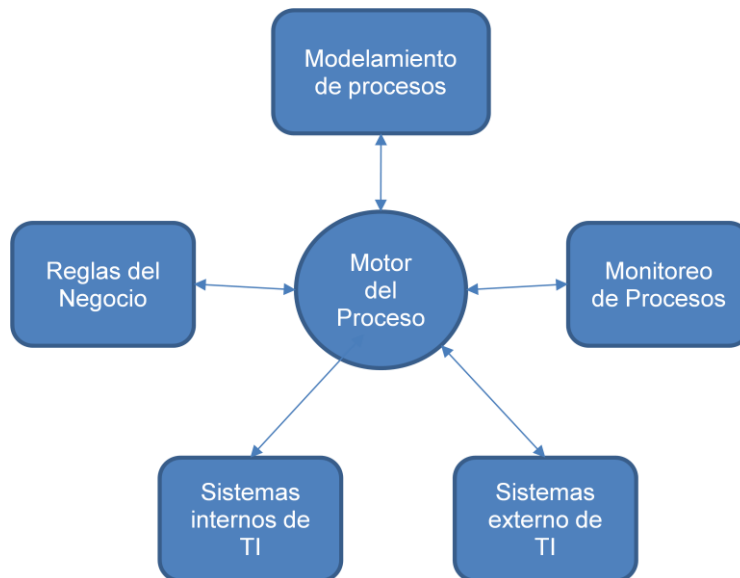 Modelamiento
de procesos
Reglas del
Negocio
Motor
del
Proceso
Monitoreo
de Procesos
Sistemas
internos de
TI
Sistemas
externo de
TI